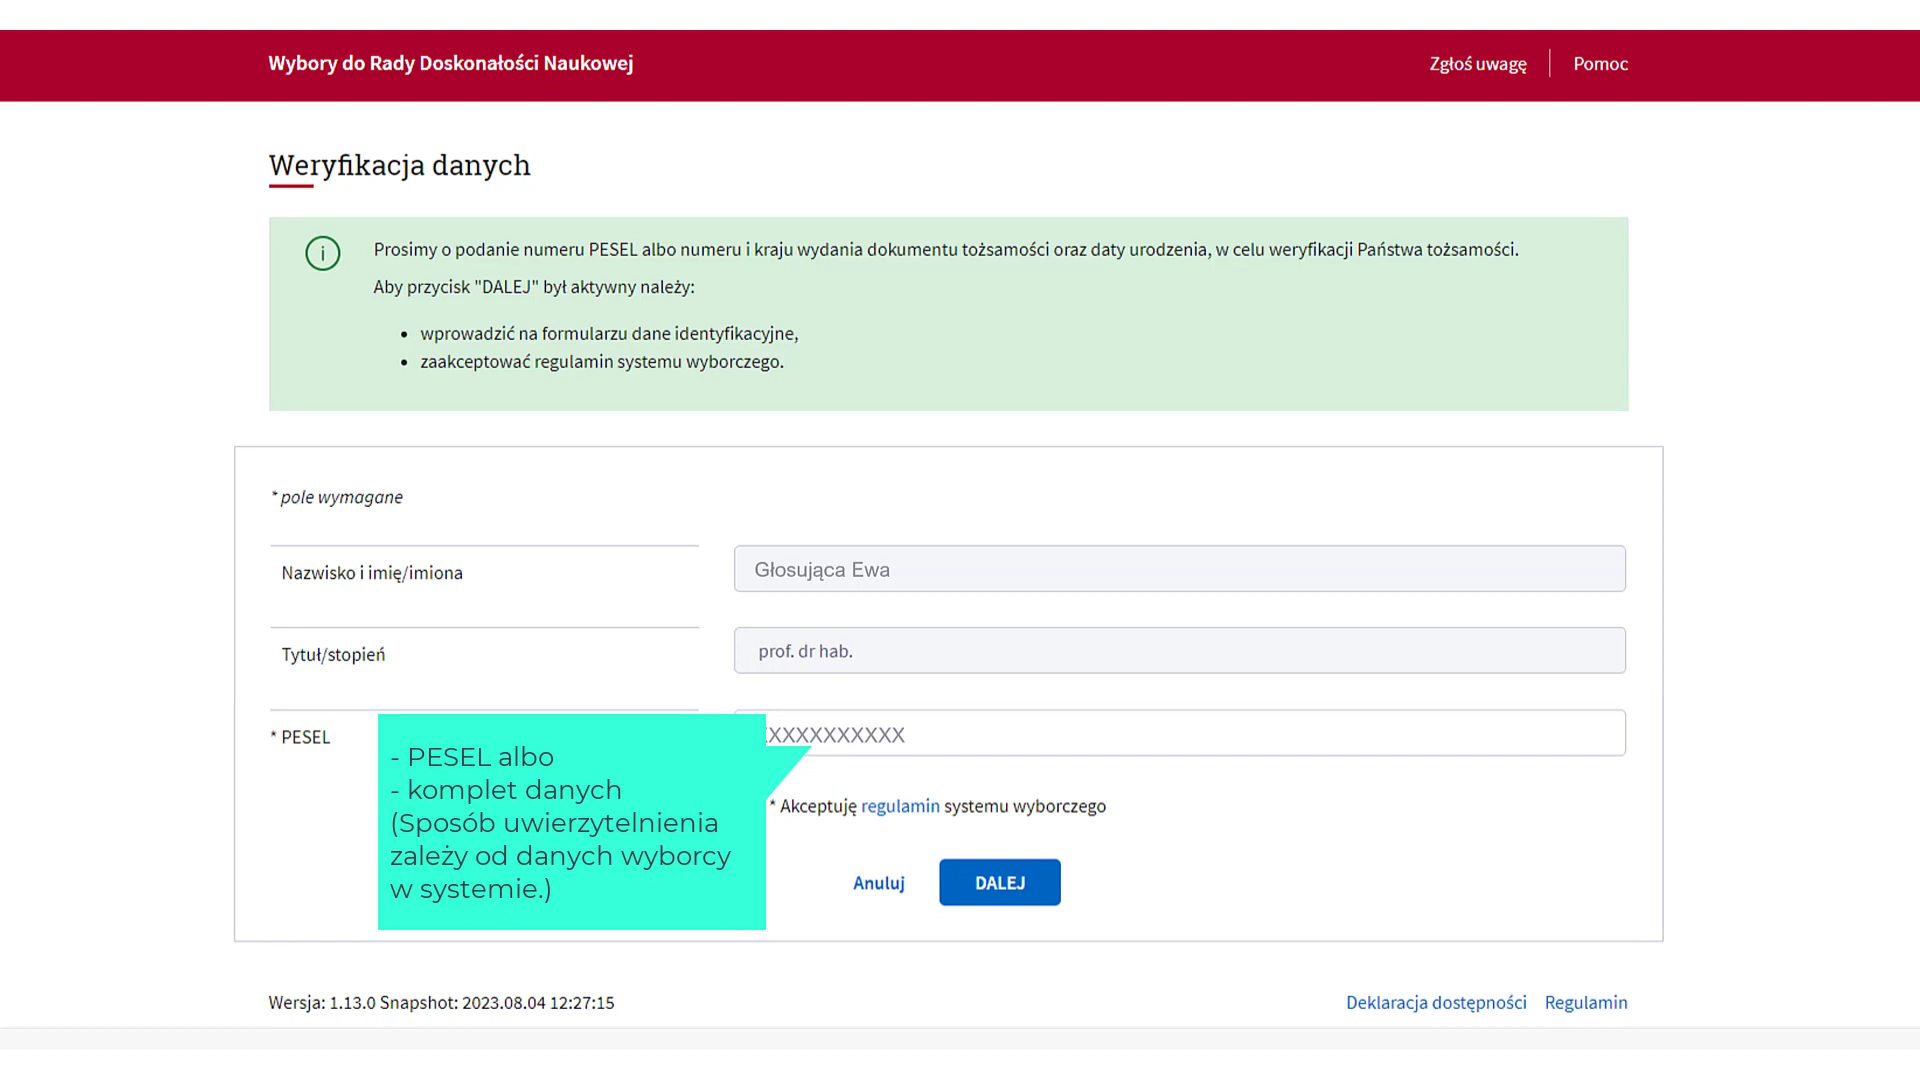 Wybory do Rady Doskonałości Naukowej
Zgłoś uwagę
Pomoc
Weryfikacja danych
Prosimy o podanie numeru PESEL albo numeru i kraju wydania dokumentu tożsamości oraz daty urodzenia, w celu weryfikacji Państwa tożsamości.
Aby przycisk "DALEJ" był aktywny należy:
• wprowadzić na formularzu dane identyfikacyjne,
• zaakceptować regulamin systemu wyborczego.
* pole wymagane
Nazwisko i imię/imiona
Głosująca Ewa
Tytuł/stopień
prof. dr hab.
* PESEL
XXXXXXXXXX
- PESEL albo
- komplet danych
(Sposób uwierzytelnienia
zależy od danych wyborcy
w systemie.)
* Akceptuję regulamin systemu wyborczego
Anuluj
DALEJ
Wersja: 1.13.0 Snapshot: 2023.08.04 12:27:15
Deklaracja dostępności
Regulamin